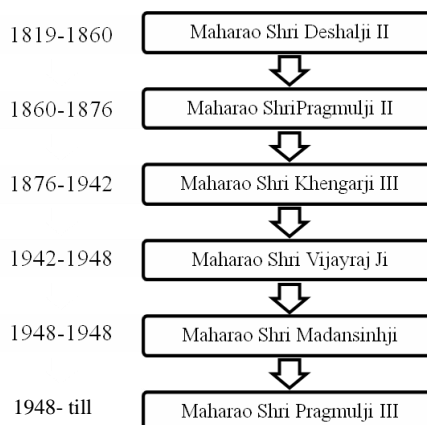 1819-1860 Maharao Shri Deshalji II
1860-1876 Maharao ShriPragmulji II
1876-1942 Maharao Shri Khengarji III
1942-1948 Maharao Shri Vijayraj Ji
1948-1948 Maharao Shri Madansinhji
1948- till Maharao Shri Pragmulji III